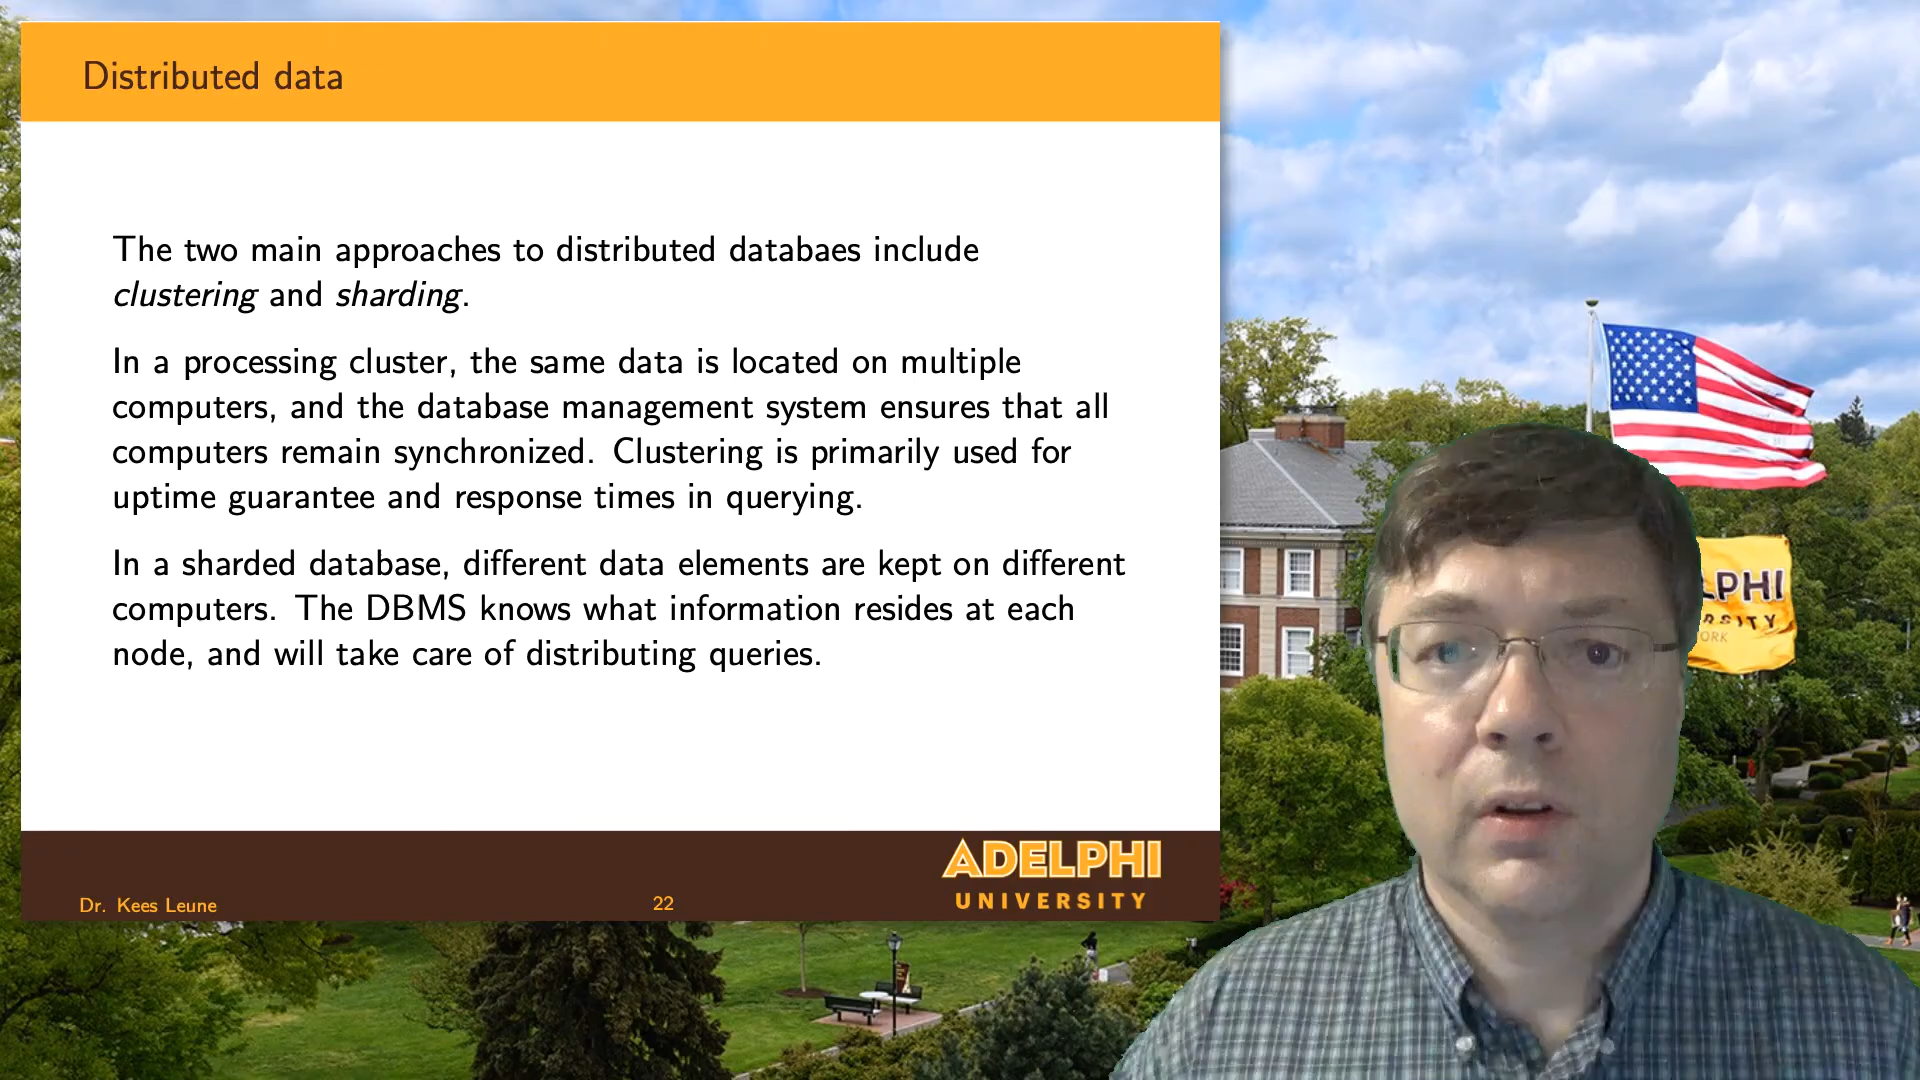 Distributed data
The two main approaches to distributed databaes include
clustering and sharding.
In a processing cluster, the same data is located on multiple
computers, and the database management system ensures that all
computers remain synchronized. Clustering is primarily used for
uptime guarantee and response times in querying.
In a sharded database, different data elements are kept on different
computers. The DBMS knows what information resides at each
node, and will take care of distributing queries.
Dr. Kees Leune
22
ADELPHI
UNIVERSITY
LPHI
RSITY
ORK